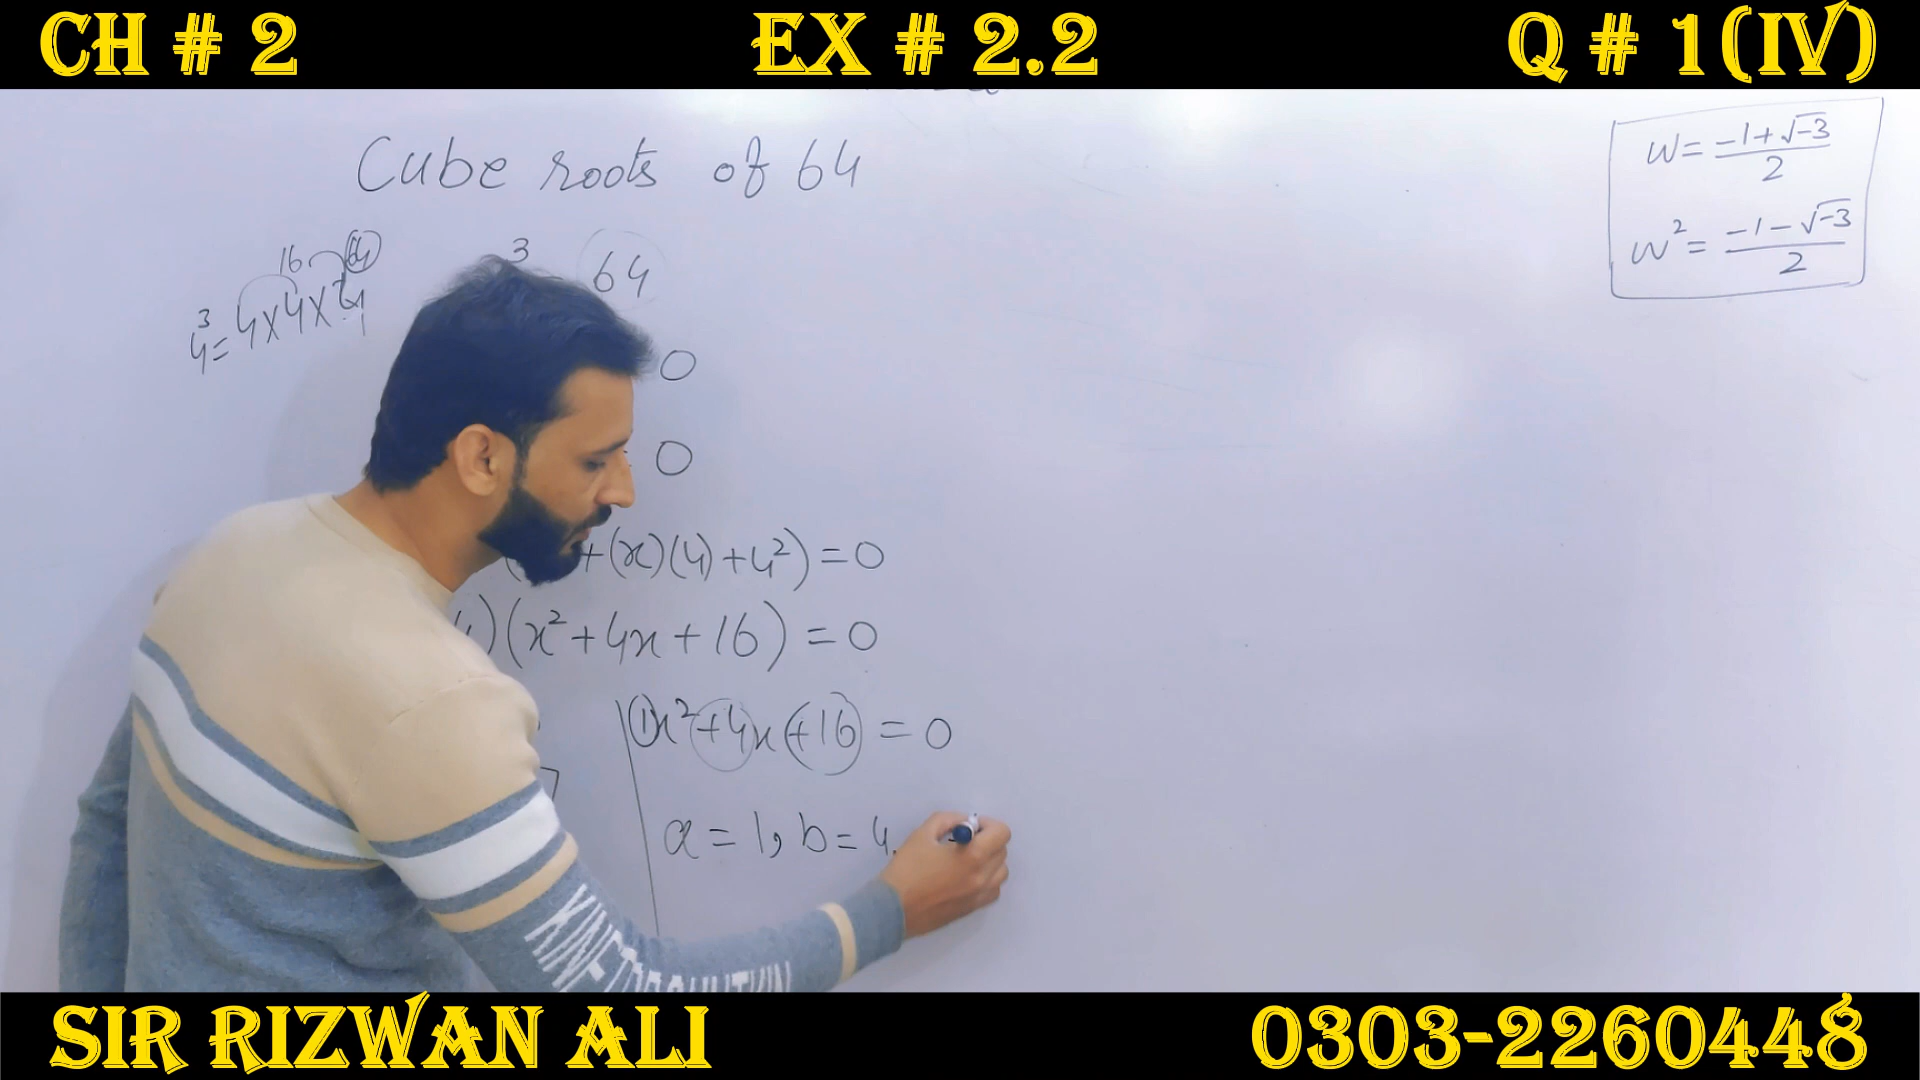 CH # 2 EX # 2.2 Q # 1(IV)
Cube roots of 64
w = -1+√-3 / 2
w² = -1-√-3 / 2
16 64
4³ = 4x4x4
3 64
0
0
+(x)(4)+4²)=0
)(x²+4x+16)=0
1x²+4x+16=0
a=1, b=4,
SIR RIZWAN ALI 0303-2260448